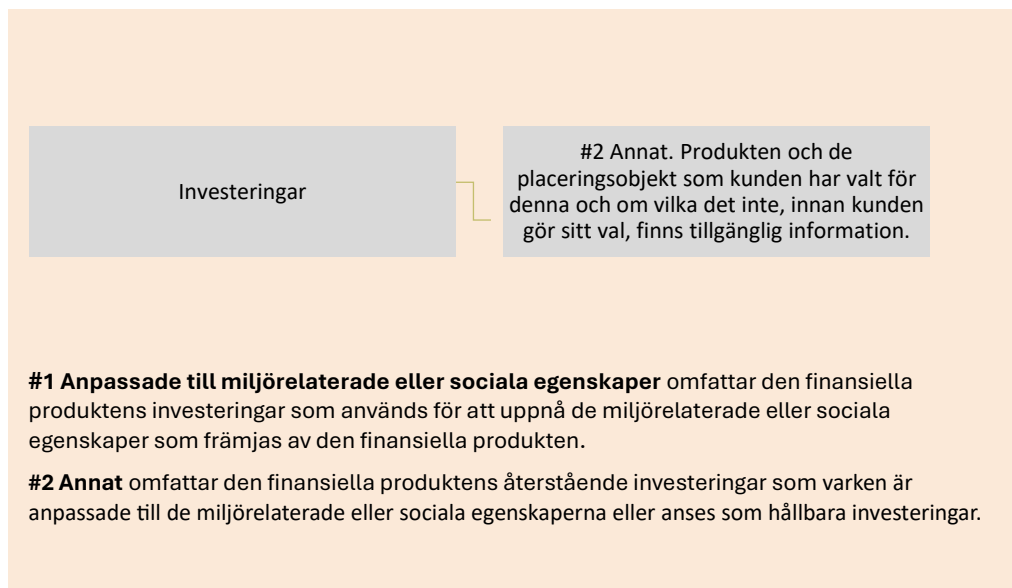 Investeringar
#2 Annat. Produkten och de
placeringsobjekt som kunden har valt för
denna och om vilka det inte, innan kunden
gör sitt val, finns tillgänglig information.
#1 Anpassade till miljörelaterade eller sociala egenskaper omfattar den finansiella
produktens investeringar som används för att uppnå de miljörelaterade eller sociala
egenskaper som främjas av den finansiella produkten.
#2 Annat omfattar den finansiella produktens återstående investeringar som varken är
anpassade till de miljörelaterade eller sociala egenskaperna eller anses som hållbara investeringar.